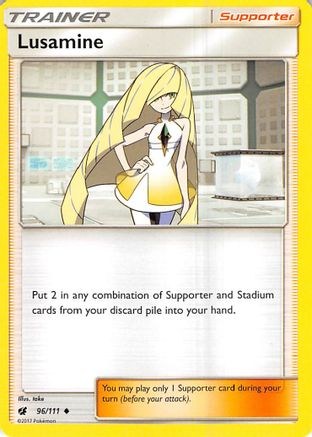 TRAINER Supporter
Lusamine
Put 2 in any combination of Supporter and Stadium
cards from your discard pile into your hand.
Illus. take
96/111
©2017 Pokémon
You may play only 1 Supporter card during your
turn (before your attack).